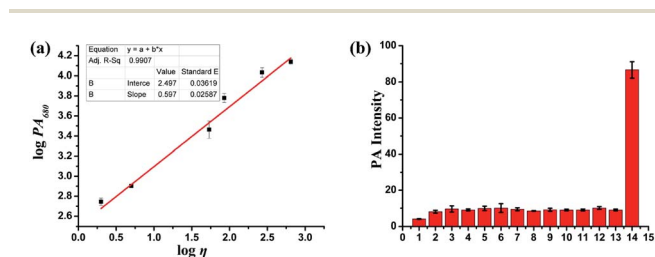 (a)
Equation y = a + b*x
Adj. R-Sq 0.9907
Value Standard E
B Interce 2.497 0.03619
B Slope 0.597 0.02587
log PA680
4.2
4.0
3.8
3.6
3.4
3.2
3.0
2.8
2.6
0.0 0.5 1.0 1.5 2.0 2.5 3.0
log η
(b)
PA Intensity
100
80
60
40
20
0
0 1 2 3 4 5 6 7 8 9 10 11 12 13 14 15